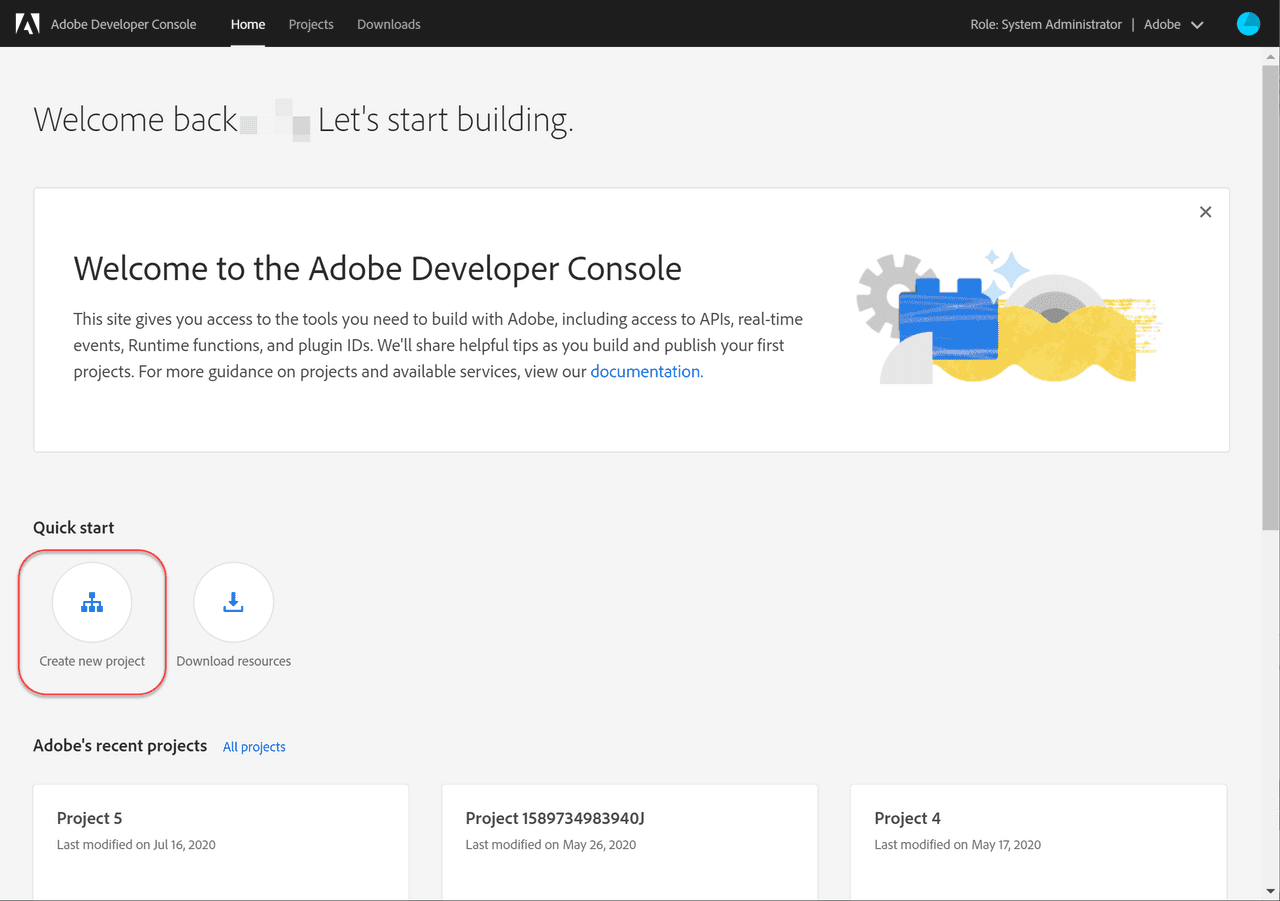 Adobe Developer Console Home Projects Downloads Role: System Administrator | Adobe
Welcome back Let's start building.
Welcome to the Adobe Developer Console
This site gives you access to the tools you need to build with Adobe, including access to APIs, real-time
events, Runtime functions, and plugin IDs. We'll share helpful tips as you build and publish your first
projects. For more guidance on projects and available services, view our documentation.
Quick start
Create new project Download resources
Adobe's recent projects All projects
Project 5 Project 1589734983940J Project 4
Last modified on Jul 16, 2020 Last modified on May 26, 2020 Last modified on May 17, 2020